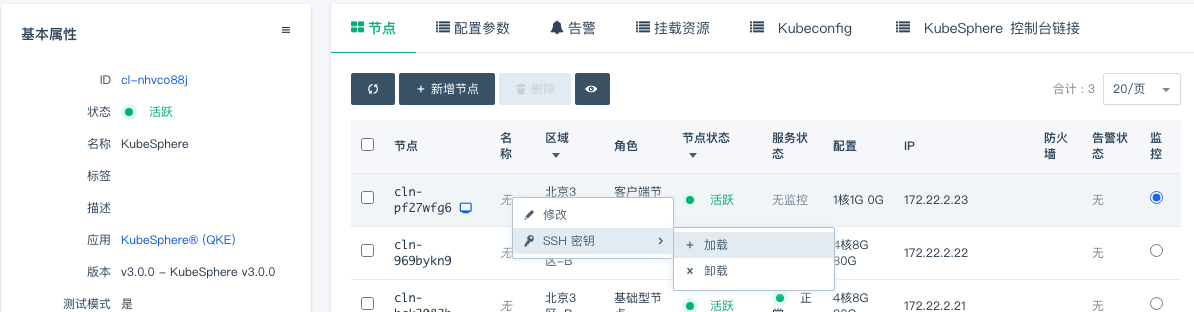 基本属性
ID cl-nhvco88j
状态 活跃
名称 KubeSphere
标签
描述
应用 KubeSphere® (QKE)
版本 v3.0.0 - KubeSphere v3.0.0
测试模式 是
节点 配置参数 告警 挂载资源 Kubeconfig KubeSphere 控制台链接
新增节点 删除 合计：3 20/页
节点 名称 区域 角色 节点状态 服务状态 配置 IP 防火墙 告警状态 监控
cln-pf27wfg6 无 北京3 客户端节 活跃 无监控 1核1G 0G 172.22.2.23 无
修改
SSH 密钥
加载
卸载
cln-969bykn9 无 区-B 4核8G 80G 172.22.2.22 无
cln- 无 北京3 基础型节 活跃 正 4核8G 172.22.2.21 无